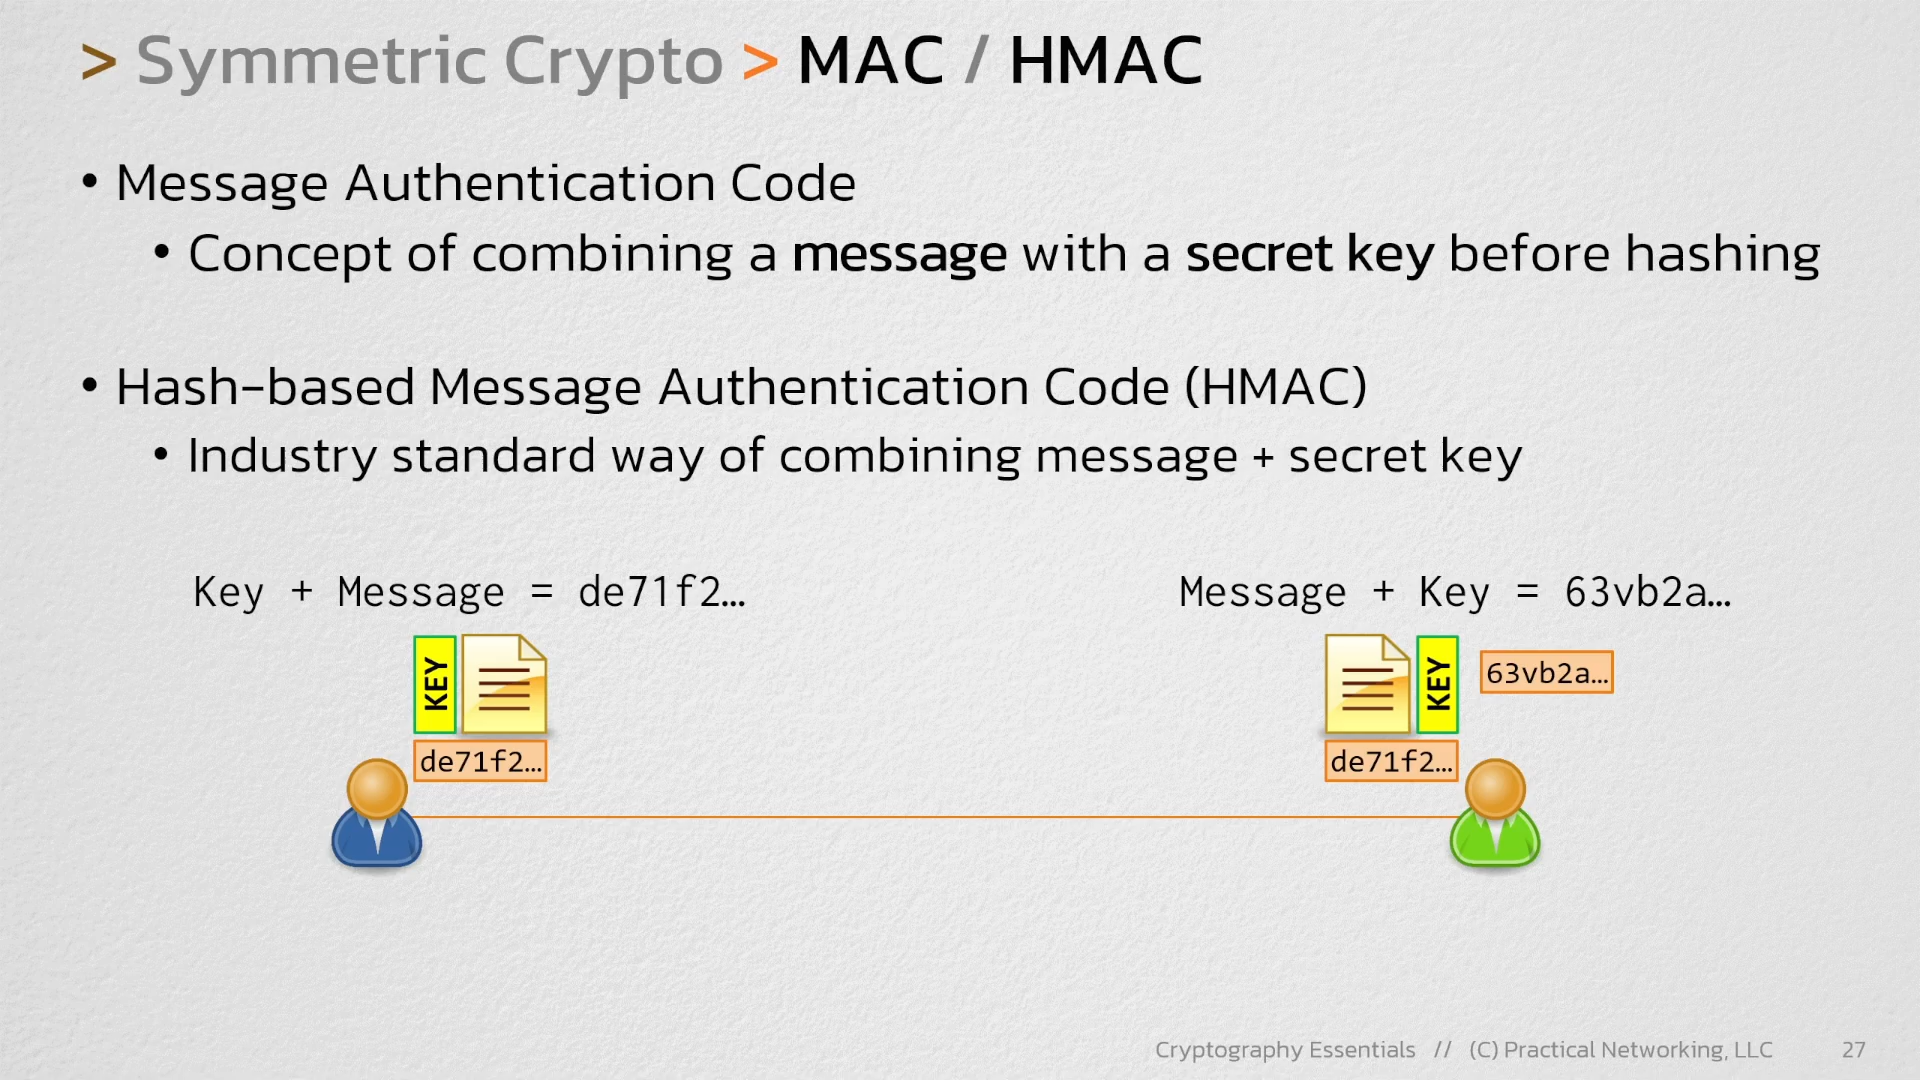 > Symmetric Crypto > MAC / HMAC
• Message Authentication Code
• Concept of combining a message with a secret key before hashing
• Hash-based Message Authentication Code (HMAC)
• Industry standard way of combining message + secret key
Key + Message = de71f2…
Message + Key = 63vb2a…
KEY
de71f2…
KEY
63vb2a…
de71f2…
Cryptography Essentials // (C) Practical Networking, LLC 27